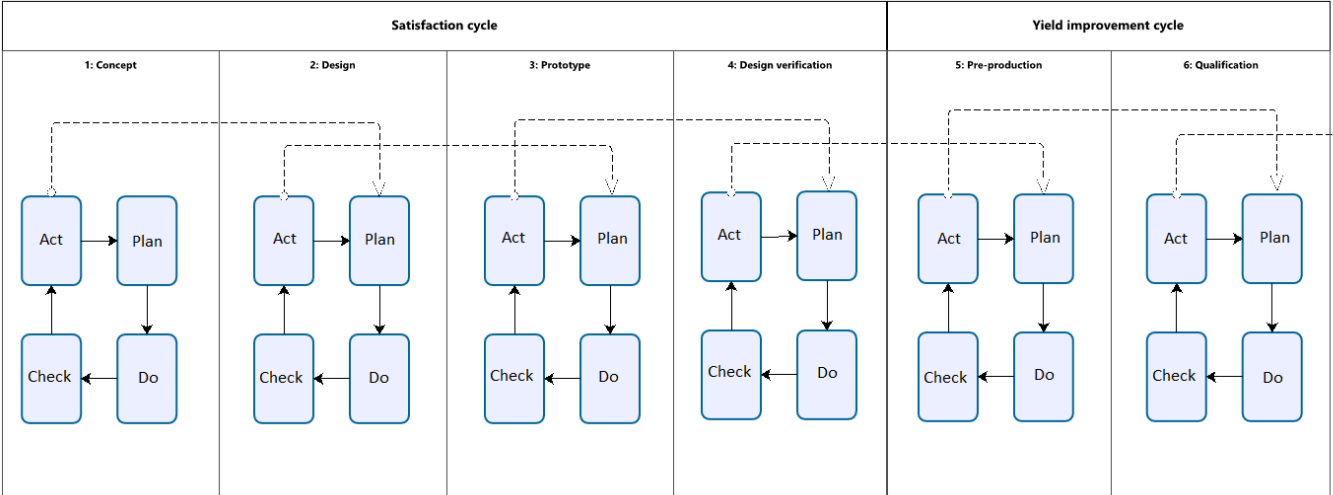 Satisfaction cycle
Yield improvement cycle
1: Concept
2: Design
3: Prototype
4: Design verification
5: Pre-production
6: Qualification
Act
Plan
Check
Do
Act
Plan
Check
Do
Act
Plan
Check
Do
Act
Plan
Check
Do
Act
Plan
Check
Do
Act
Plan
Check
Do